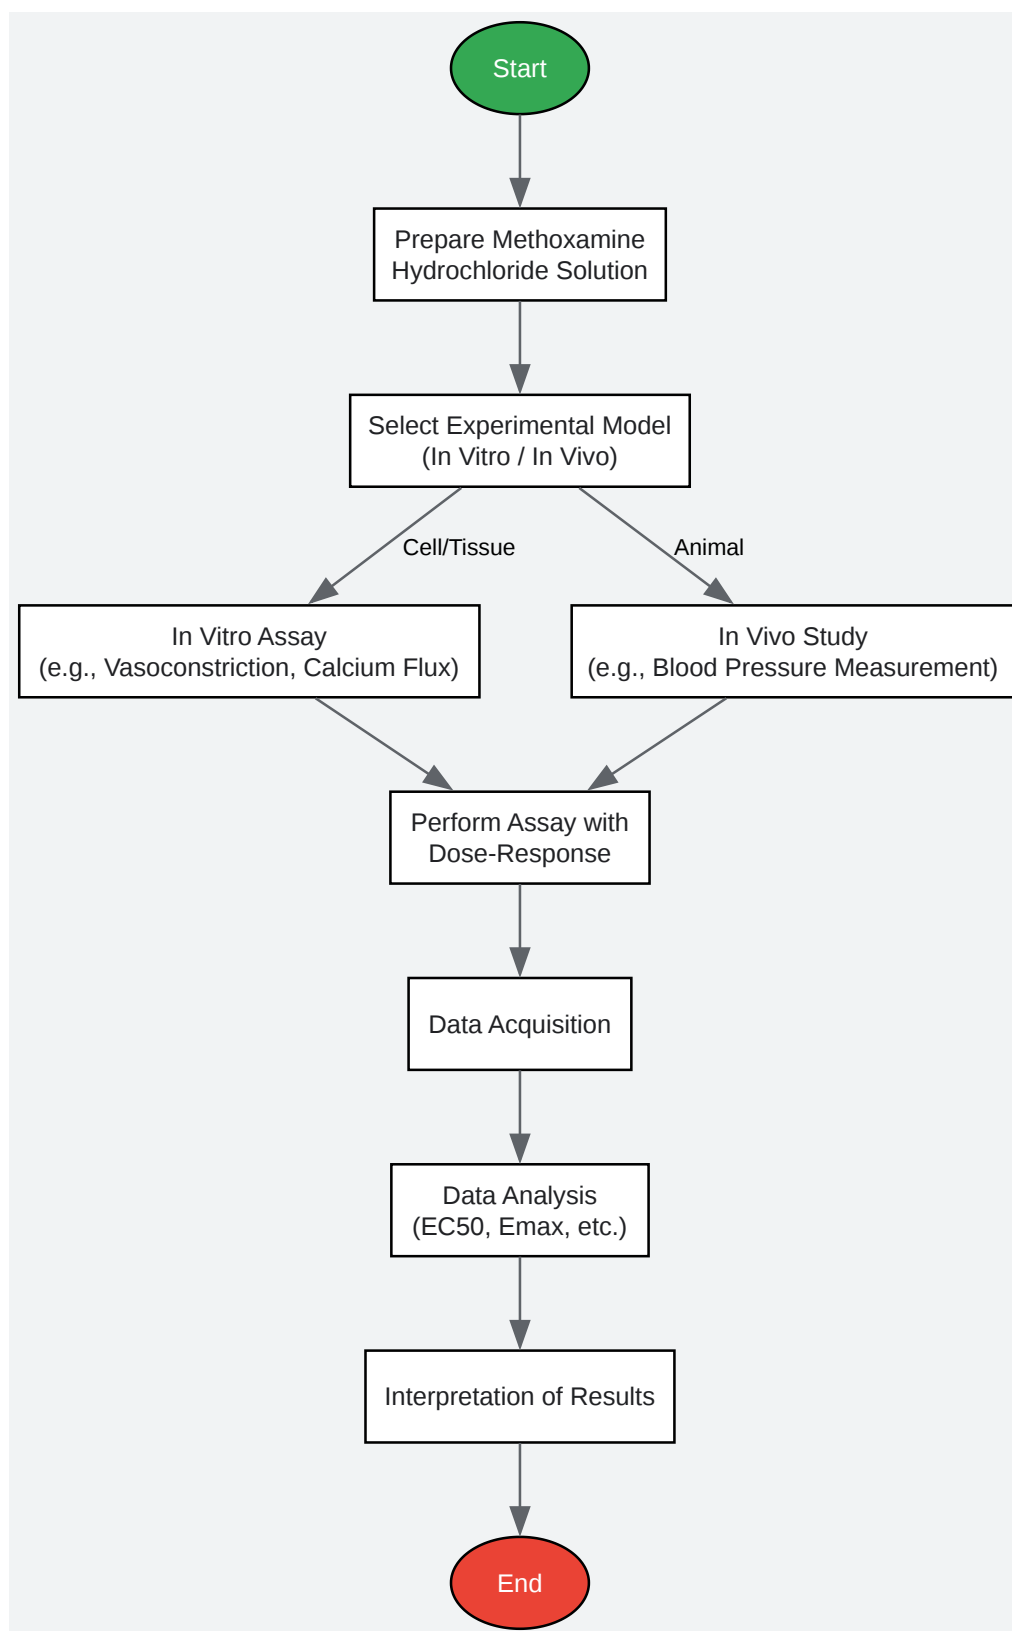 Start
Prepare Methoxamine
Hydrochloride Solution
Select Experimental Model
(In Vitro / In Vivo)
Cell/Tissue
Animal
In Vitro Assay
(e.g., Vasoconstriction, Calcium Flux)
In Vivo Study
(e.g., Blood Pressure Measurement)
Perform Assay with
Dose-Response
Data Acquisition
Data Analysis
(EC50, Emax, etc.)
Interpretation of Results
End